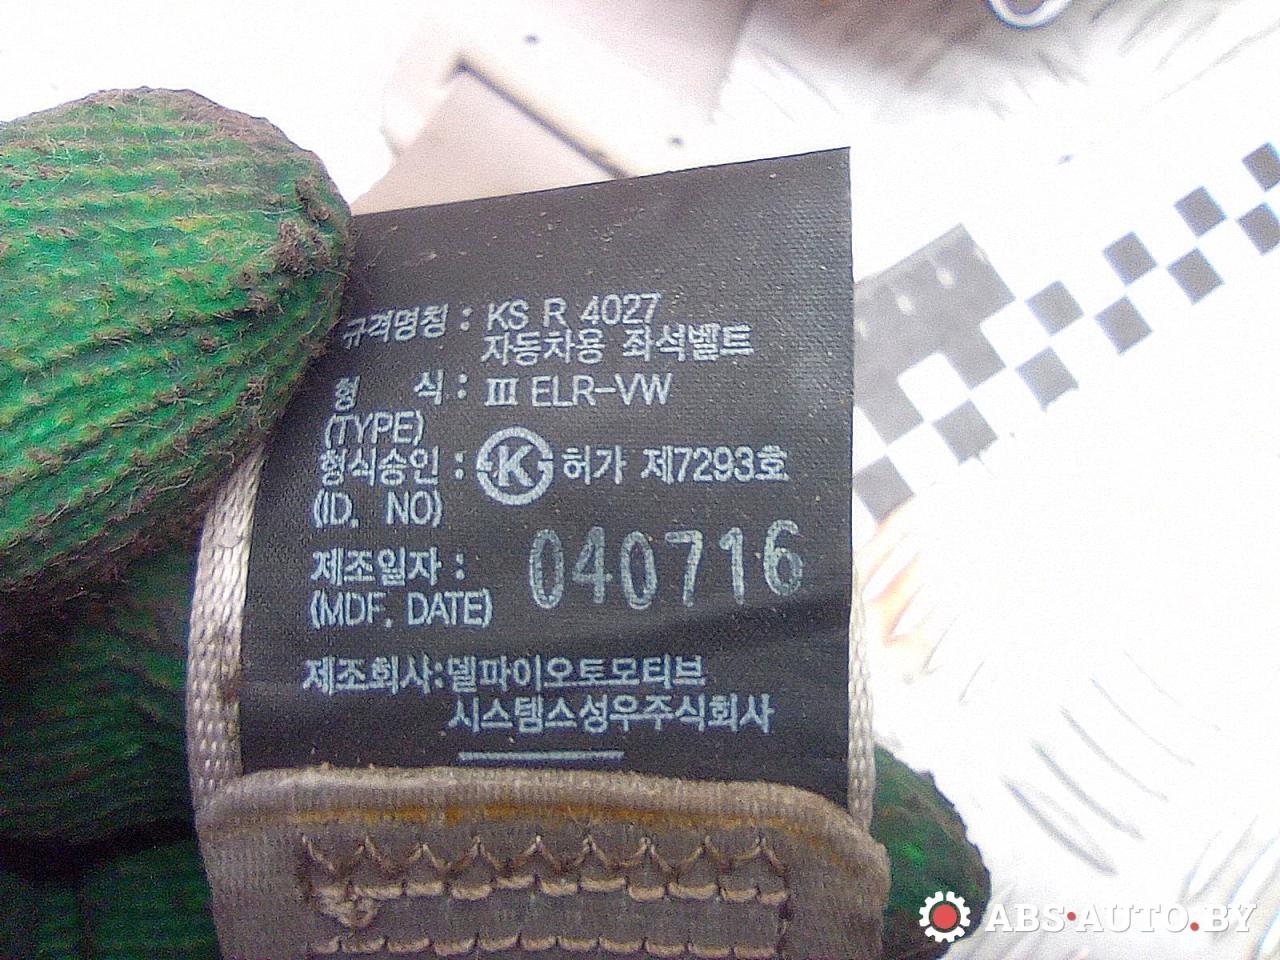 규격명칭 : KS R 4027
자동차용 좌석벨트
형 식 : III ELR-VW
(TYPE)
형식승인 : K 허가 제7293호
(ID. NO)
제조일자 : 040716
(MDF. DATE)
제조회사:델파이오토모티브
시스템스성우주식회사
ABS·AUTO.BY